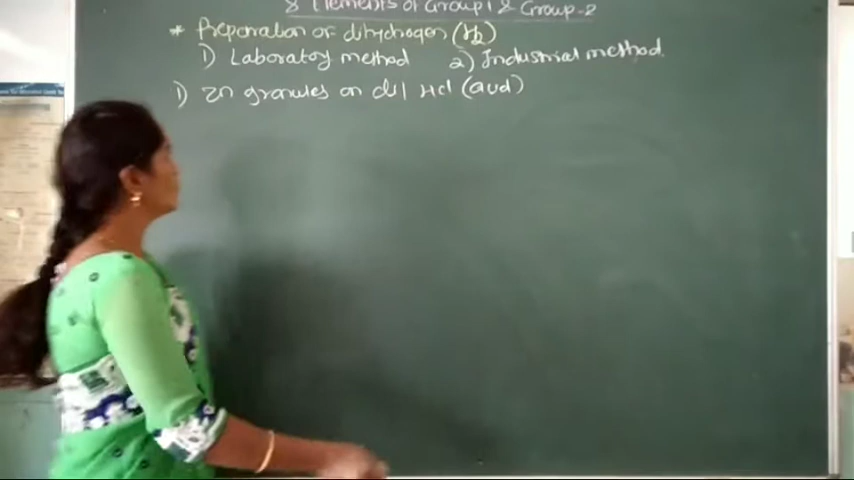 8 Elements of Group 1 & Group-2
* Preparation of dihydrogen (H2)
1) Laboratory method 2) Industrial method
1) Zn granules on dil Hcl (acid)